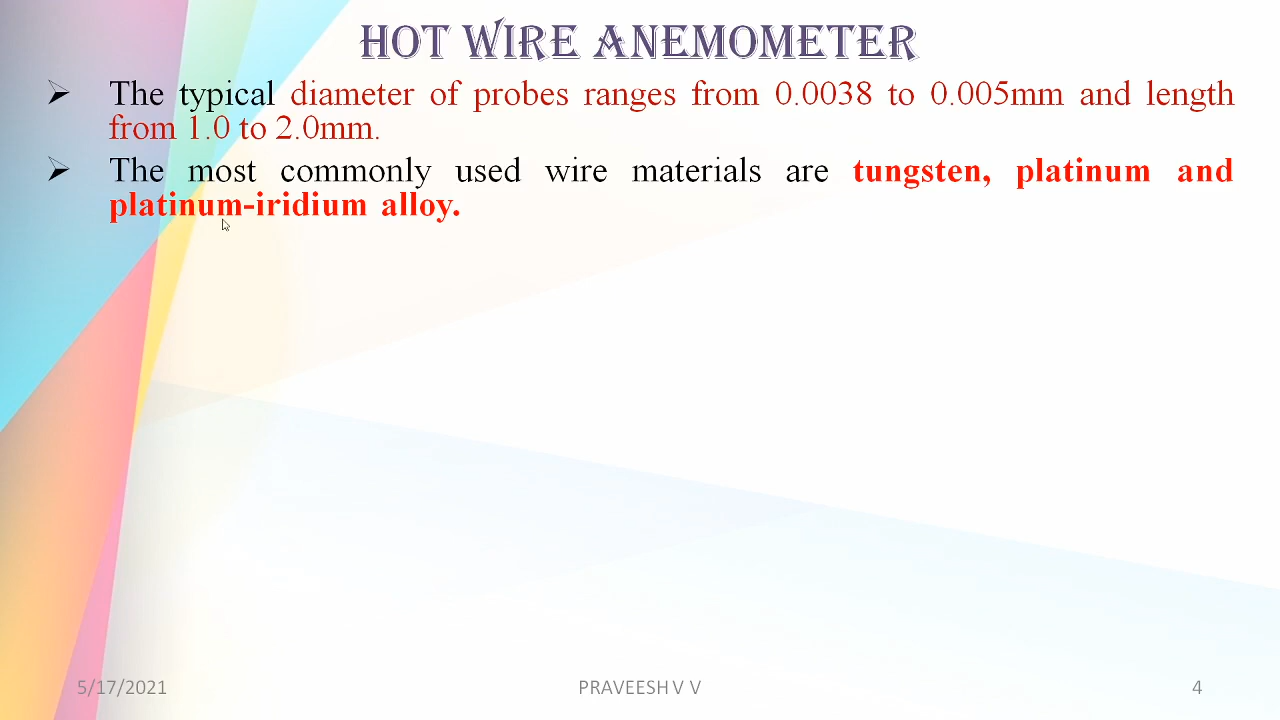 HOT WIRE ANEMOMETER
➢ The typical diameter of probes ranges from 0.0038 to 0.005mm and length
from 1.0 to 2.0mm.
➢ The most commonly used wire materials are tungsten, platinum and
platinum-iridium alloy.
5/17/2021 PRAVEESH V V 4